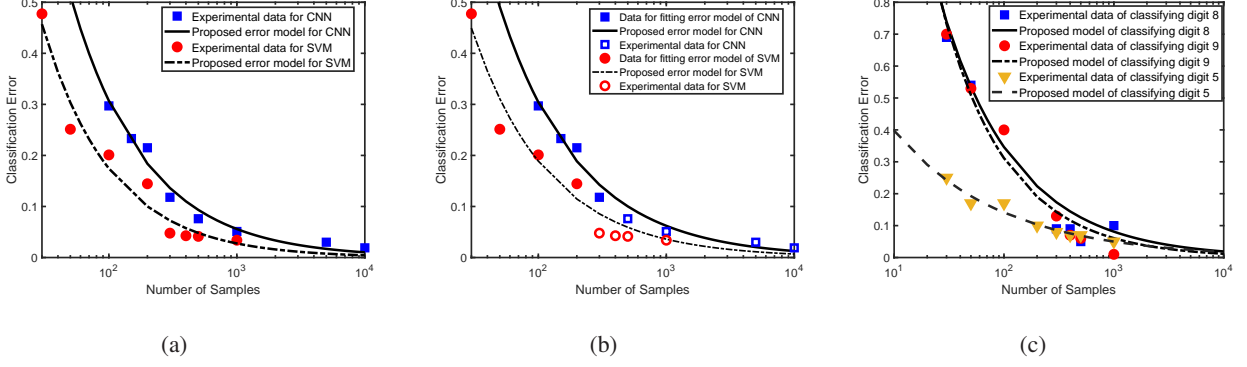 0.5
0.4
0.3
0.2
0.1
0
Classification Error
10^2
10^3
10^4
Number of Samples
Experimental data for CNN
Proposed error model for CNN
Experimental data for SVM
Proposed error model for SVM
(a)
0.5
0.4
0.3
0.2
0.1
0
Classification Error
10^2
10^3
10^4
Number of Samples
Data for fitting error model of CNN
Proposed error model for CNN
Experimental data for CNN
Data for fitting error model of SVM
Proposed error model for SVM
Experimental data for SVM
(b)
0.8
0.7
0.6
0.5
0.4
0.3
0.2
0.1
0
Classification Error
10^1
10^2
10^3
10^4
Number of Samples
Experimental data of classifying digit 8
Proposed model of classifying digit 8
Experimental data of classifying digit 9
Proposed model of classifying digit 9
Experimental data of classifying digit 5
Proposed model of classifying digit 5
(c)